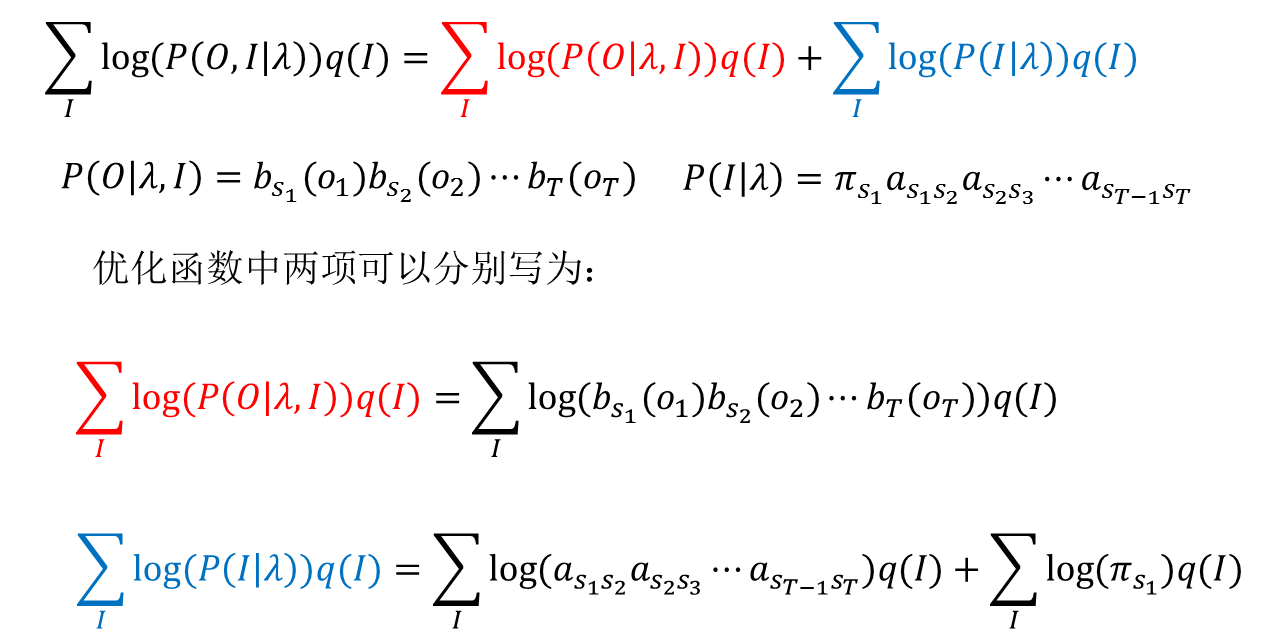 ∑_I log(P(O,I|λ))q(I) = ∑_I log(P(O|λ,I))q(I) + ∑_I log(P(I|λ))q(I)
P(O|λ,I) = b_{s_1}(o_1)b_{s_2}(o_2)⋯b_T(o_T) P(I|λ) = π_{s_1}a_{s_1s_2}a_{s_2s_3}⋯a_{s_{T−1}s_T}
优化函数中两项可以分别写为：
∑_I log(P(O|λ,I))q(I) = ∑_I log(b_{s_1}(o_1)b_{s_2}(o_2)⋯b_T(o_T))q(I)
∑_I log(P(I|λ))q(I) = ∑_I log(a_{s_1s_2}a_{s_2s_3}⋯a_{s_{T−1}s_T})q(I) + ∑_I log(π_{s_1})q(I)